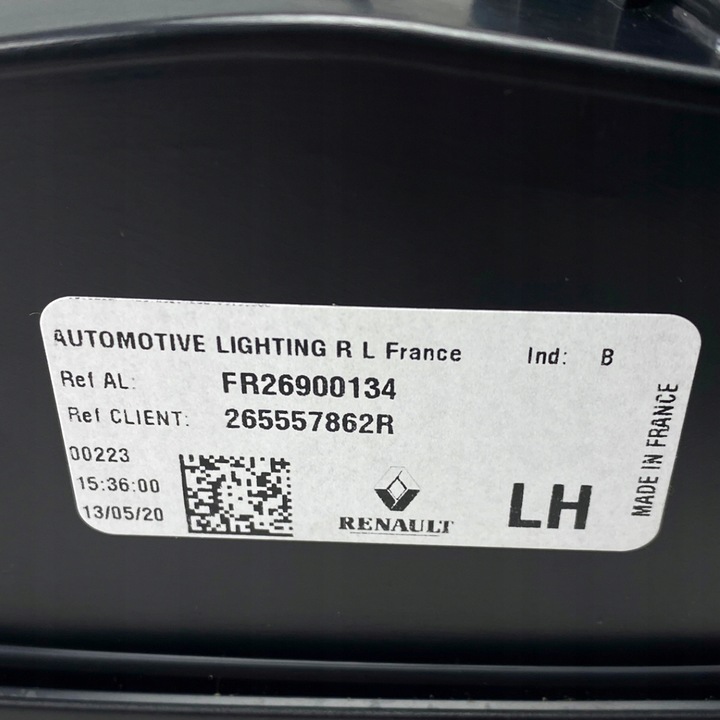 AUTOMOTIVE LIGHTING R L France Ind: B
Ref AL: FR26900134
Ref CLIENT: 265557862R
00223
15:36:00
13/05/20
RENAULT
LH
MADE IN FRANCE